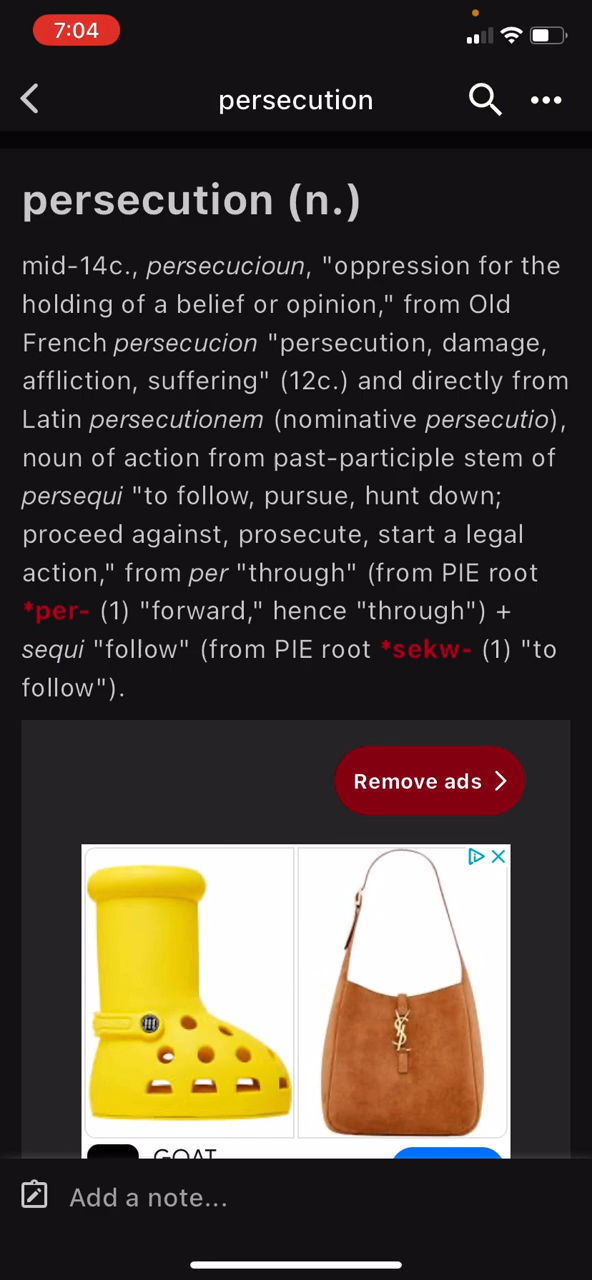 7:04
persecution
persecution (n.)
mid-14c., persecucioun, "oppression for the
holding of a belief or opinion," from Old
French persecucion "persecution, damage,
affliction, suffering" (12c.) and directly from
Latin persecutionem (nominative persecutio),
noun of action from past-participle stem of
persequi "to follow, pursue, hunt down;
proceed against, prosecute, start a legal
action," from per "through" (from PIE root
*per- (1) "forward," hence "through") +
sequi "follow" (from PIE root *sekw- (1) "to
follow").
Remove ads
GOAT
Add a note...